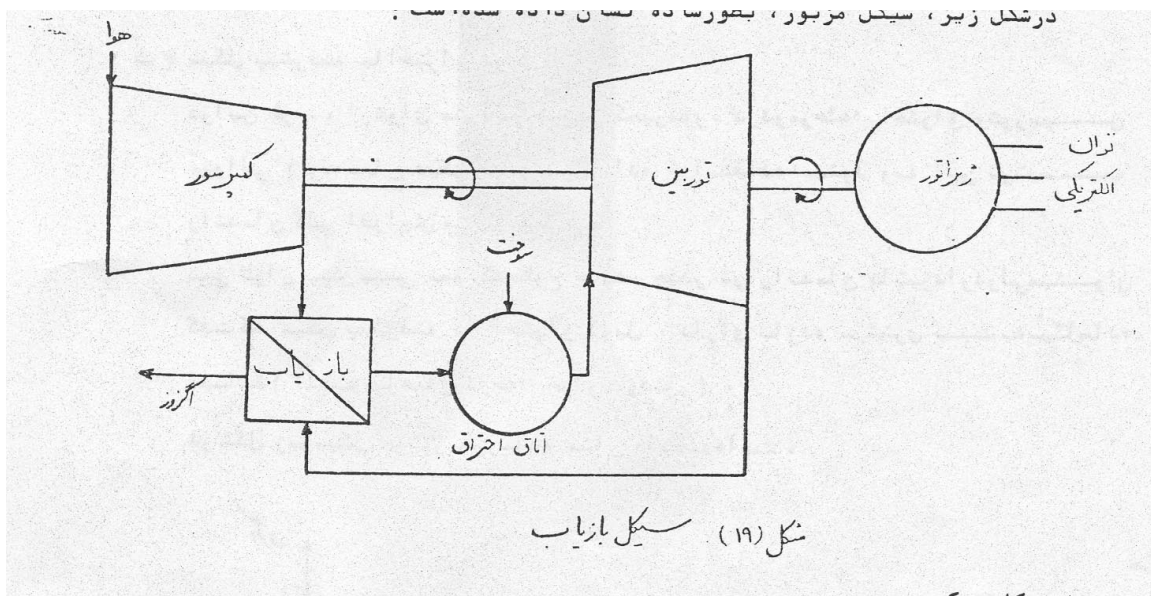 درشکل زیر، سیکل مزبور، بطورساده نشان داده شده‌است .
هوا
کمپرسور
توربین
ژنراتور
توان
الکتریکی
سوخت
باز یاب
اگزوز
اتاق احتراق
شکل (۱۹) سیکل بازیاب